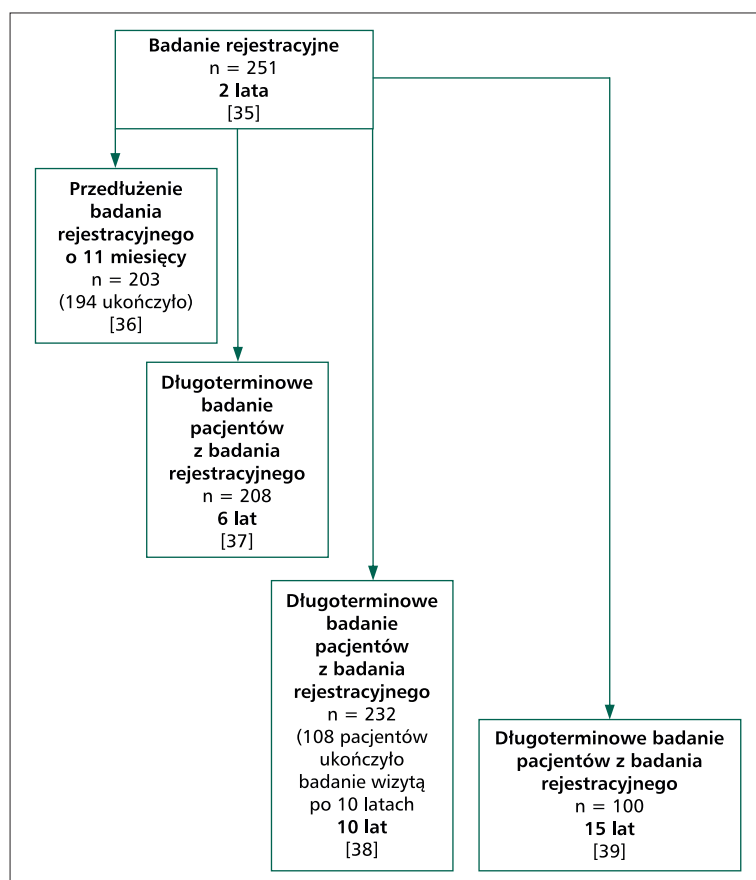 Badanie rejestracyjne
n = 251
2 lata
[35]
Przedłużenie
badania
rejestracyjnego
o 11 miesięcy
n = 203
(194 ukończyło)
[36]
Długoterminowe
badanie
pacjentów
z badania
rejestracyjnego
n = 208
6 lat
[37]
Długoterminowe
badanie
pacjentów
z badania
rejestracyjnego
n = 232
(108 pacjentów
ukończyło
badanie wizytą
po 10 latach
10 lat
[38]
Długoterminowe badanie
pacjentów z badania
rejestracyjnego
n = 100
15 lat
[39]